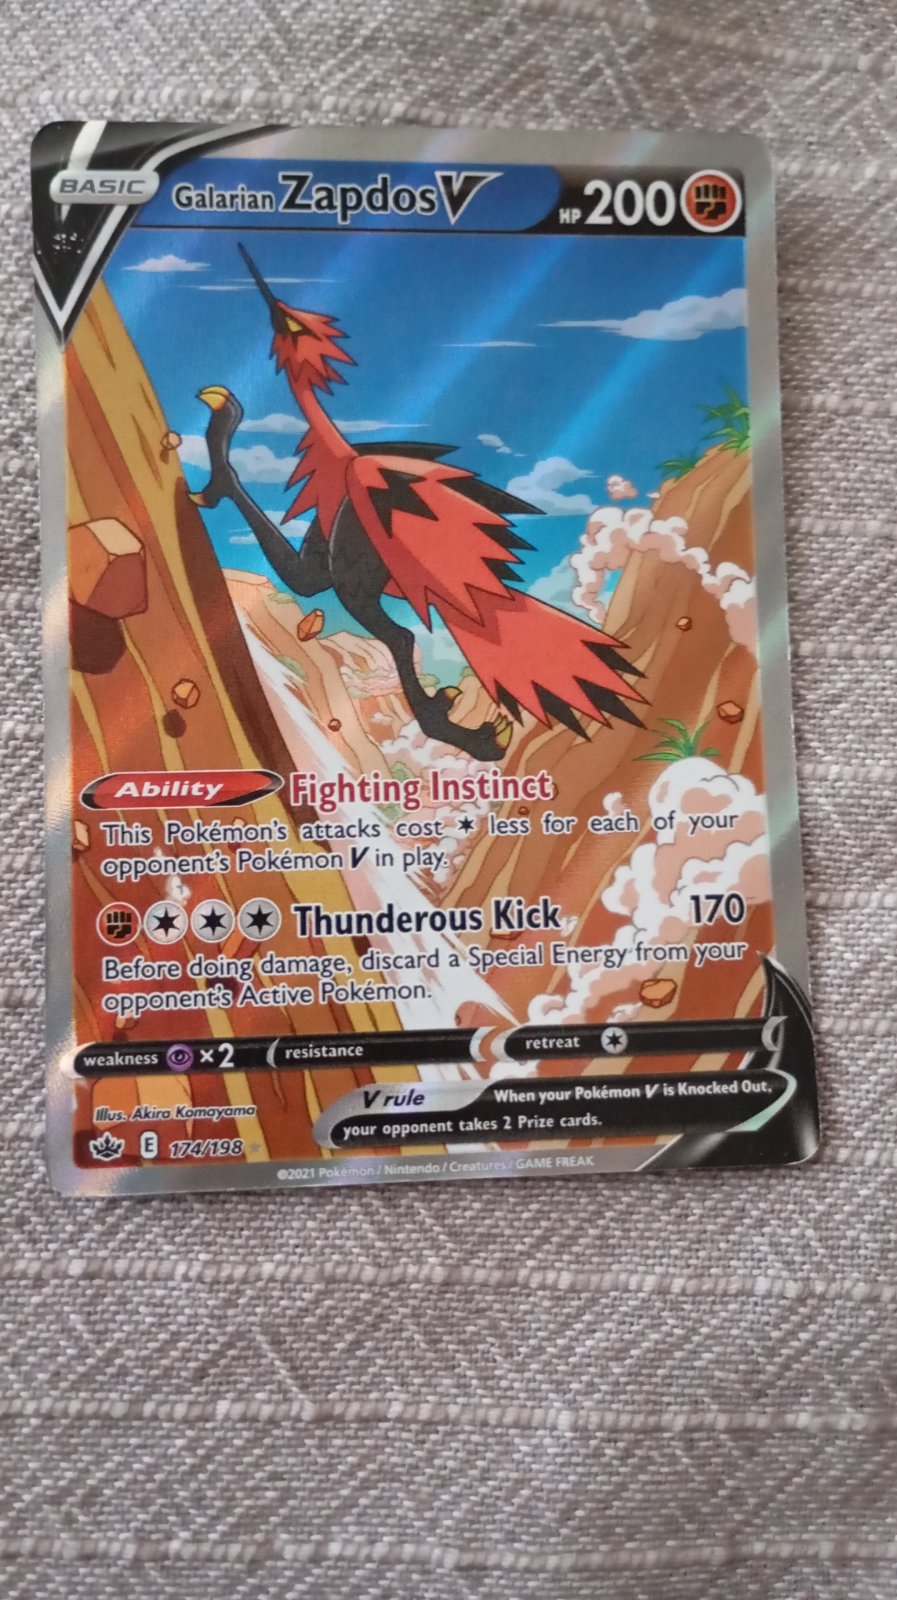 BASIC
Galarian Zapdos V HP 200
Ability Fighting Instinct
This Pokémon's attacks cost less for each of your
opponent's Pokémon V in play.
Thunderous Kick 170
Before doing damage, discard a Special Energy from your
opponent's Active Pokémon.
weakness ×2 resistance retreat
V rule When your Pokémon V is Knocked Out,
your opponent takes 2 Prize cards.
Illus. Akira Komayama
E 174/198
©2021 Pokémon / Nintendo / Creatures / GAME FREAK